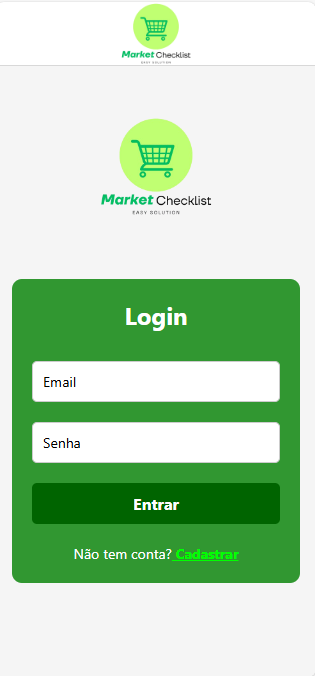 Market Checklist
EASY SOLUTION
Market Checklist
EASY SOLUTION
Login
Email
Senha
Entrar
Não tem conta? Cadastrar